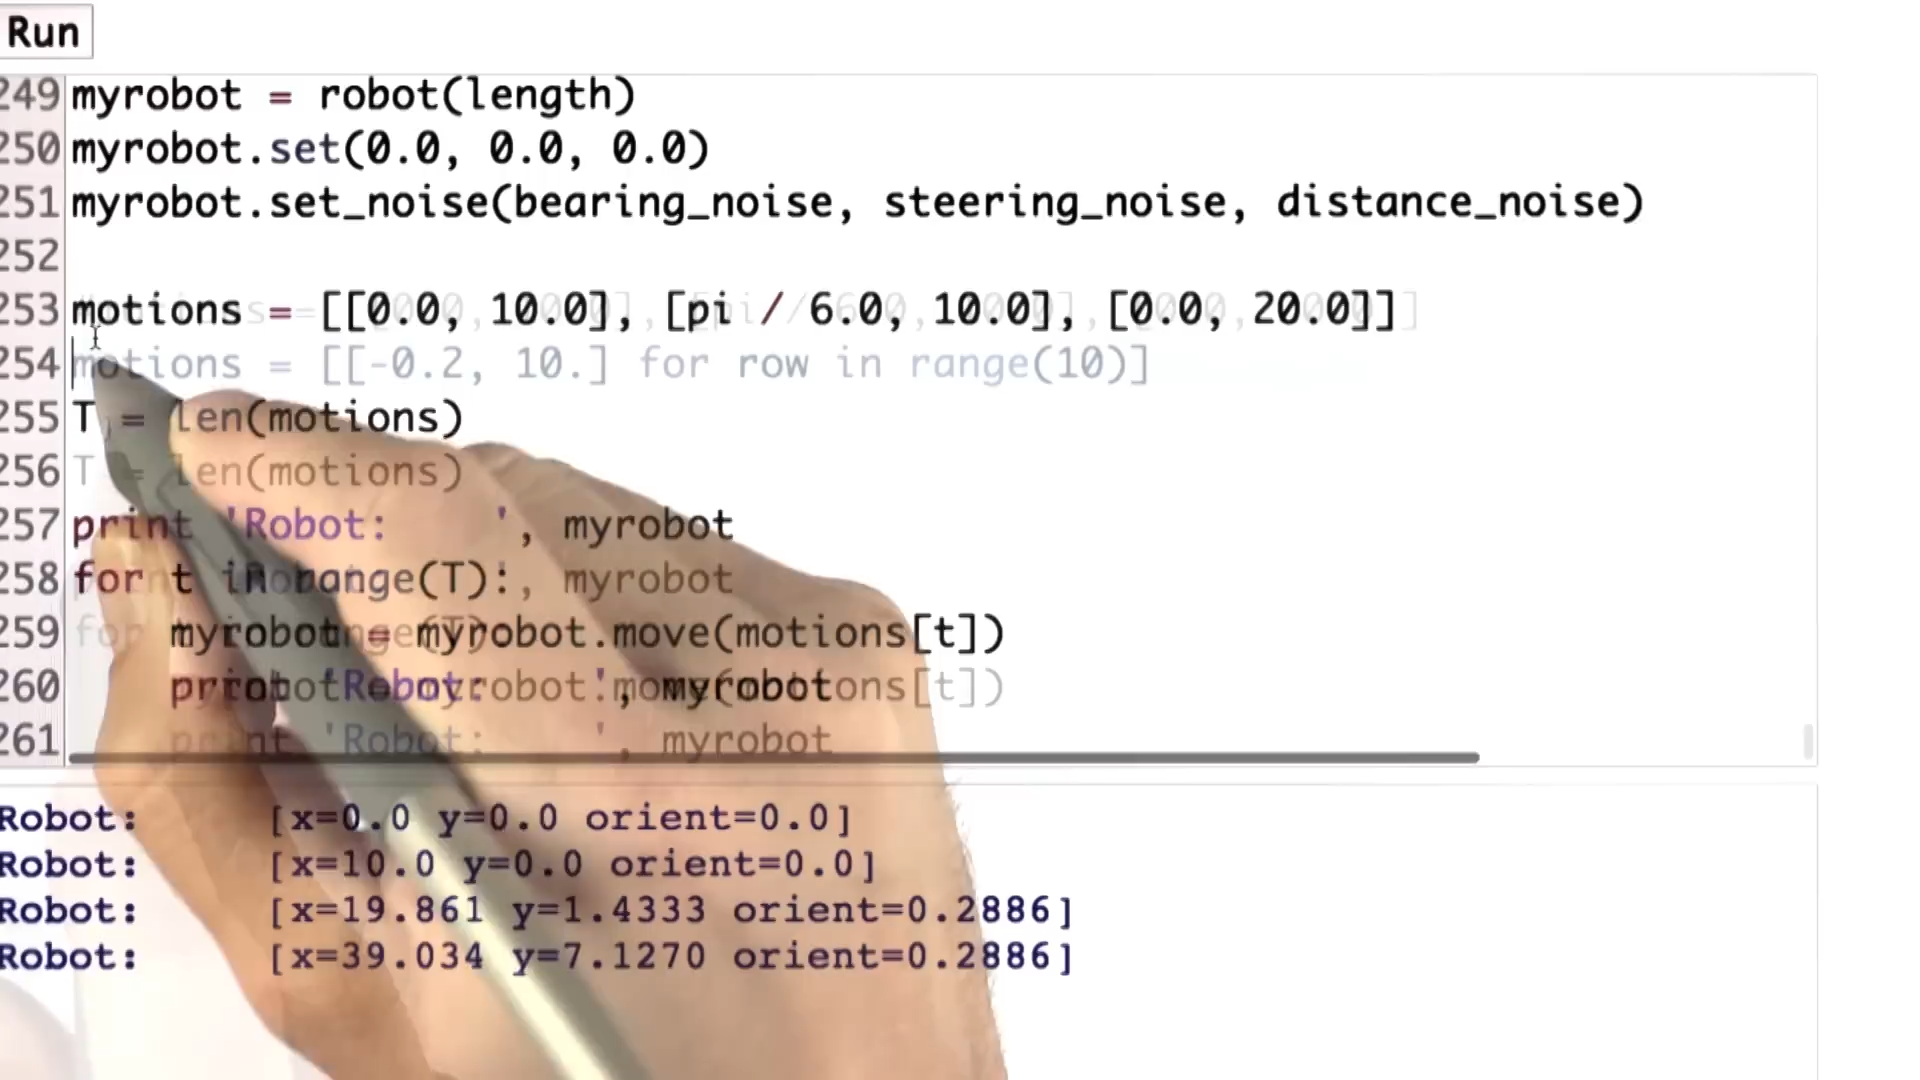 Run
249 myrobot = robot(length)
250 myrobot.set(0.0, 0.0, 0.0)
251 myrobot.set_noise(bearing_noise, steering_noise, distance_noise)
252
253 motions = [[0.0, 10.0], [pi / 6.0, 10.0], [0.0, 20.0]]
254 motions = [[-0.2, 10.] for row in range(10)]
255 T = len(motions)
256 T = len(motions)
257 print 'Robot:     ', myrobot
258 for t in range(T):, myrobot
259 myrobot = myrobot.move(motions[t])
260 print 'Robot: ', myrobot
261 print 'Robot:     ', myrobot
Robot:     [x=0.0 y=0.0 orient=0.0]
Robot:     [x=10.0 y=0.0 orient=0.0]
Robot:     [x=19.861 y=1.4333 orient=0.2886]
Robot:     [x=39.034 y=7.1270 orient=0.2886]